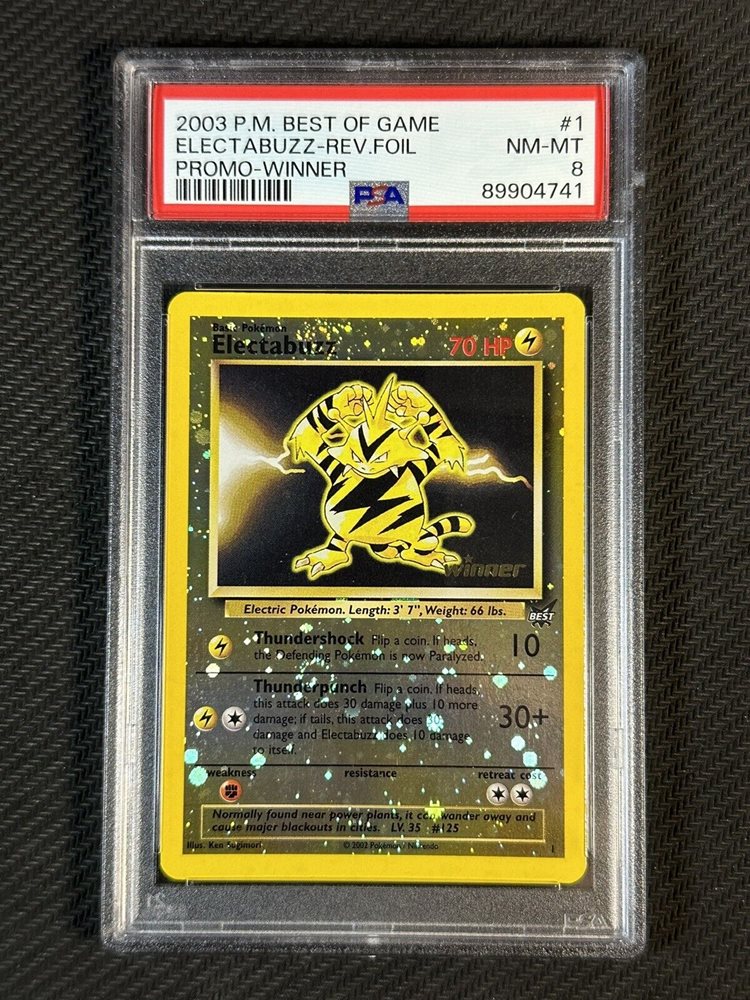 2003 P.M. BEST OF GAME #1
ELECTABUZZ-REV.FOIL NM-MT
PROMO-WINNER 8
PSA 89904741
Basic Pokémon
Electabuzz 70 HP
winner
Electric Pokémon. Length: 3' 7", Weight: 66 lbs.
BEST
Thundershock Flip a coin. If heads,
the Defending Pokémon is now Paralyzed. 10
Thunderpunch Flip a coin. If heads,
this attack does 30 damage plus 10 more
damage; if tails, this attack does 30 30+
damage and Electabuzz does 10 damage
to itself.
weakness resistance retreat cost
Normally found near power plants, it can wander away and
cause major blackouts in cities. LV. 35 #125
Illus. Ken Sugimori ©2002 Pokémon / Nintendo 1
PSA